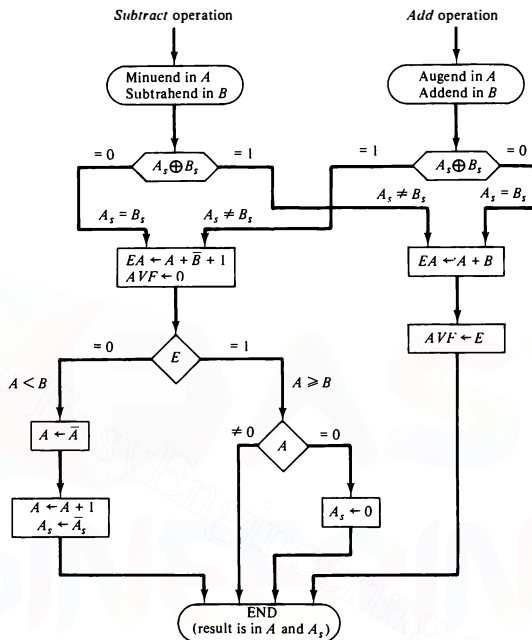 Subtract operation
Add operation
Minuend in A
Subtrahend in B
Augend in A
Addend in B
= 0
A_s ⊕ B_s
= 1
= 1
A_s ⊕ B_s
= 0
A_s = B_s
A_s ≠ B_s
A_s ≠ B_s
A_s = B_s
EA ← A + B̅ + 1
AVF ← 0
EA ← A + B
= 0
E
= 1
AVF ← E
A < B
A ≥ B
A ← A̅
≠ 0
A
= 0
A ← A + 1
A_s ← A̅_s
A_s ← 0
END
(result is in A and A_s)